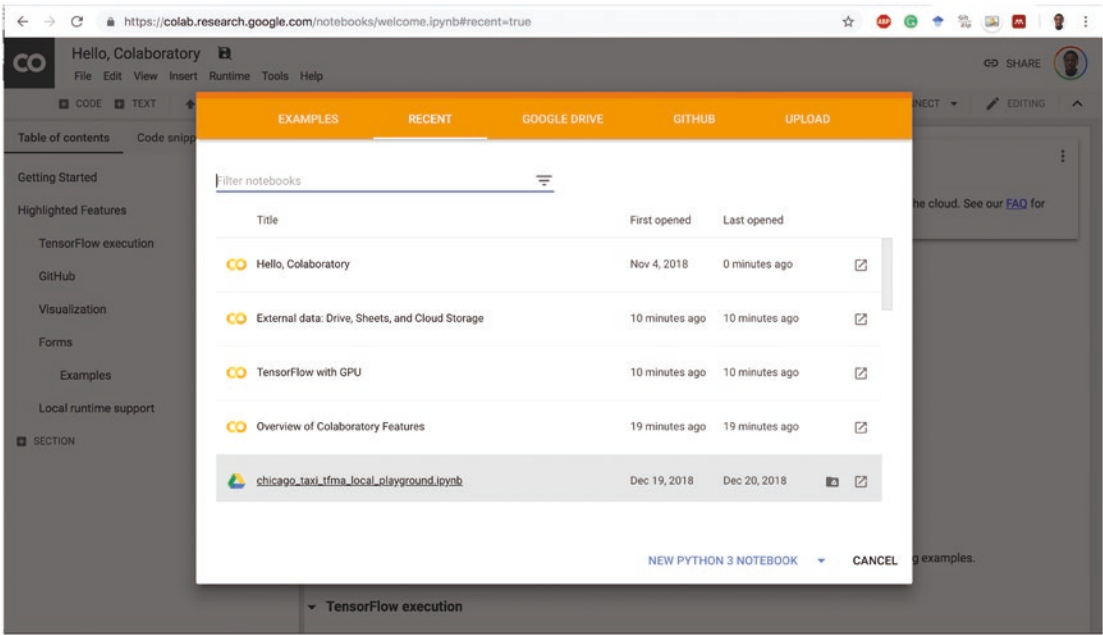 https://colab.research.google.com/notebooks/welcome.ipynb#recent=true
CO
Hello, Colaboratory
File Edit View Insert Runtime Tools Help
SHARE
CODE TEXT
NNECT
EDITING
Table of contents Code snipp
Getting Started
Highlighted Features
TensorFlow execution
GitHub
Visualization
Forms
Examples
Local runtime support
SECTION
EXAMPLES RECENT GOOGLE DRIVE GITHUB UPLOAD
Filter notebooks
Title First opened Last opened
CO Hello, Colaboratory Nov 4, 2018 0 minutes ago
CO External data: Drive, Sheets, and Cloud Storage 10 minutes ago 10 minutes ago
CO TensorFlow with GPU 10 minutes ago 10 minutes ago
CO Overview of Colaboratory Features 19 minutes ago 19 minutes ago
chicago_taxi_tfma_local_playground.ipynb Dec 19, 2018 Dec 20, 2018
NEW PYTHON 3 NOTEBOOK CANCEL
he cloud. See our FAQ for
g examples.
TensorFlow execution